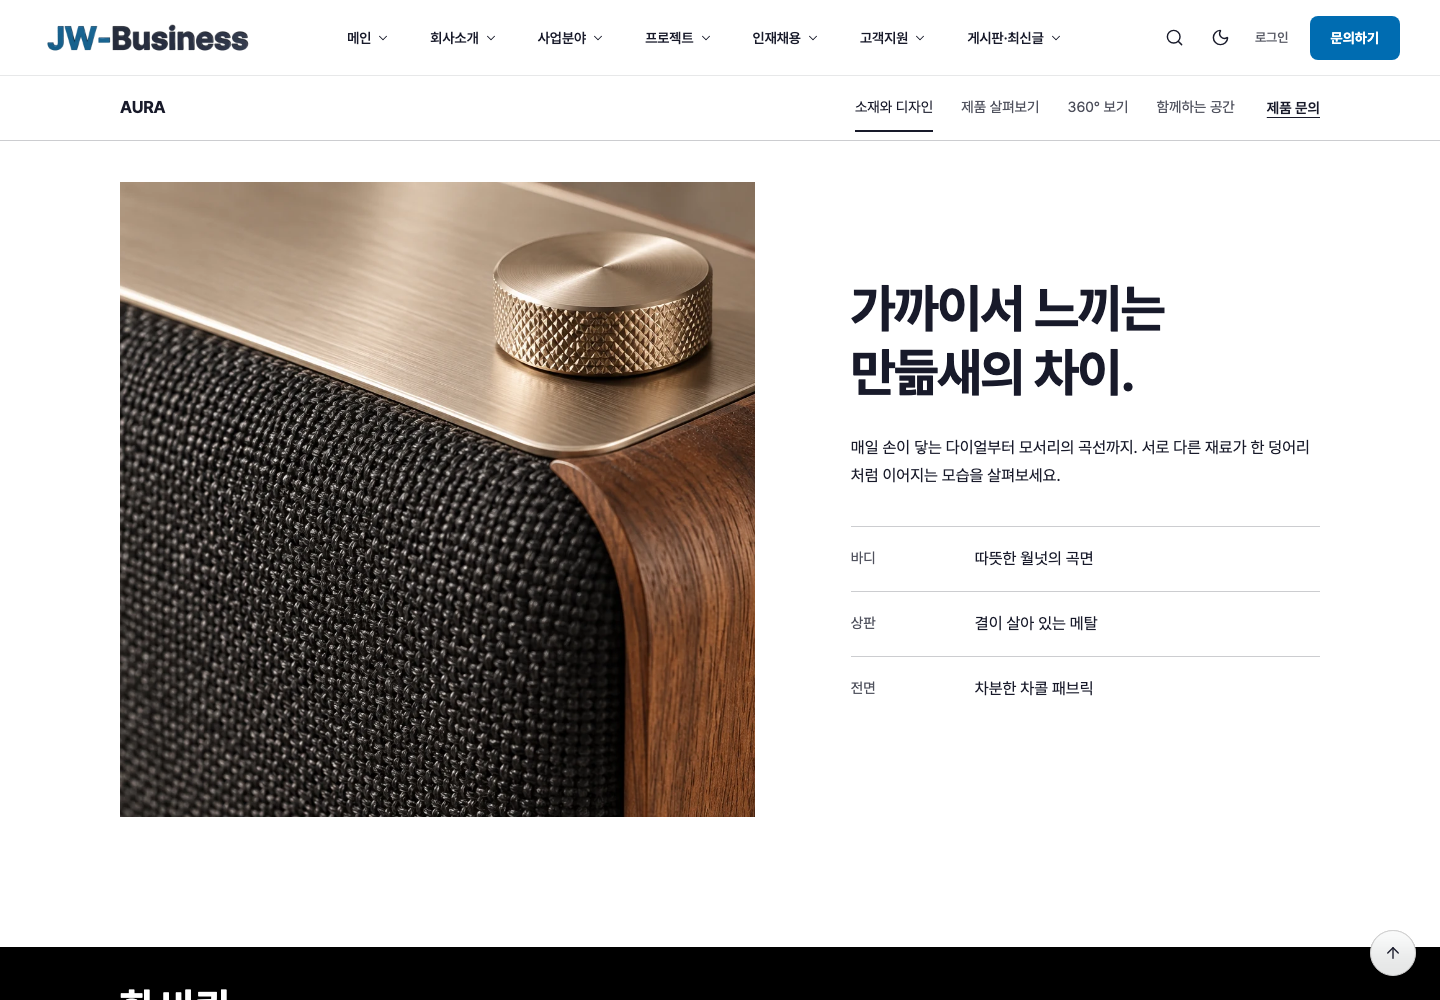 JW-Business
메인
회사소개
사업분야
프로젝트
인재채용
고객지원
게시판·최신글
로그인
문의하기
AURA
소재와 디자인
제품 살펴보기
360° 보기
함께하는 공간
제품 문의
가까이서 느끼는
만듦새의 차이.
매일 손이 닿는 다이얼부터 모서리의 곡선까지. 서로 다른 재료가 한 덩어리
처럼 이어지는 모습을 살펴보세요.
바디 따뜻한 월넛의 곡면
상판 결이 살아 있는 메탈
전면 차분한 차콜 패브릭